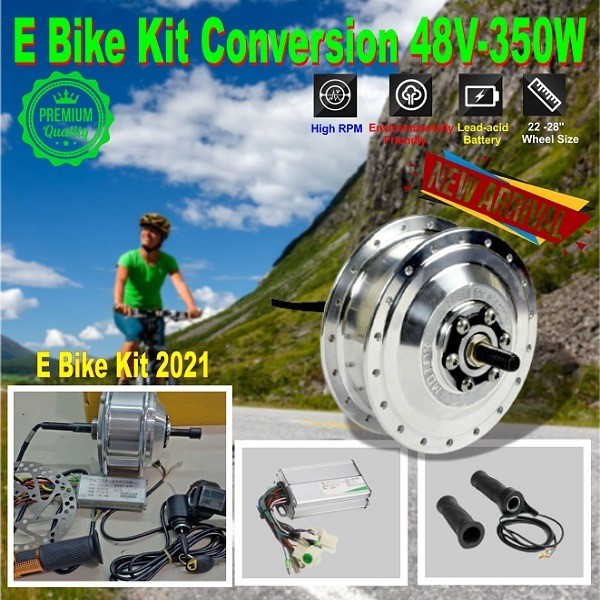 E Bike Kit Conversion 48V-350W
PREMIUM
Quality
High RPM
Environmentally
Friendly
Lead-acid
Battery
22 -28"
Wheel Size
NEW ARRIVAL
E Bike Kit 2021
MOTOR